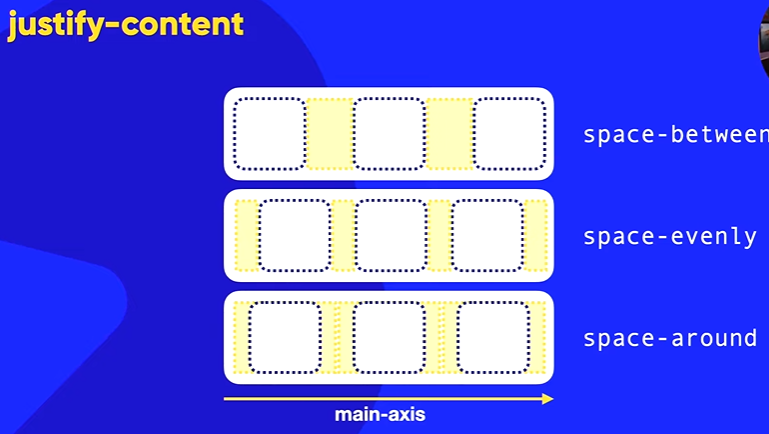 justify-content
space-between
space-evenly
space-around
main-axis